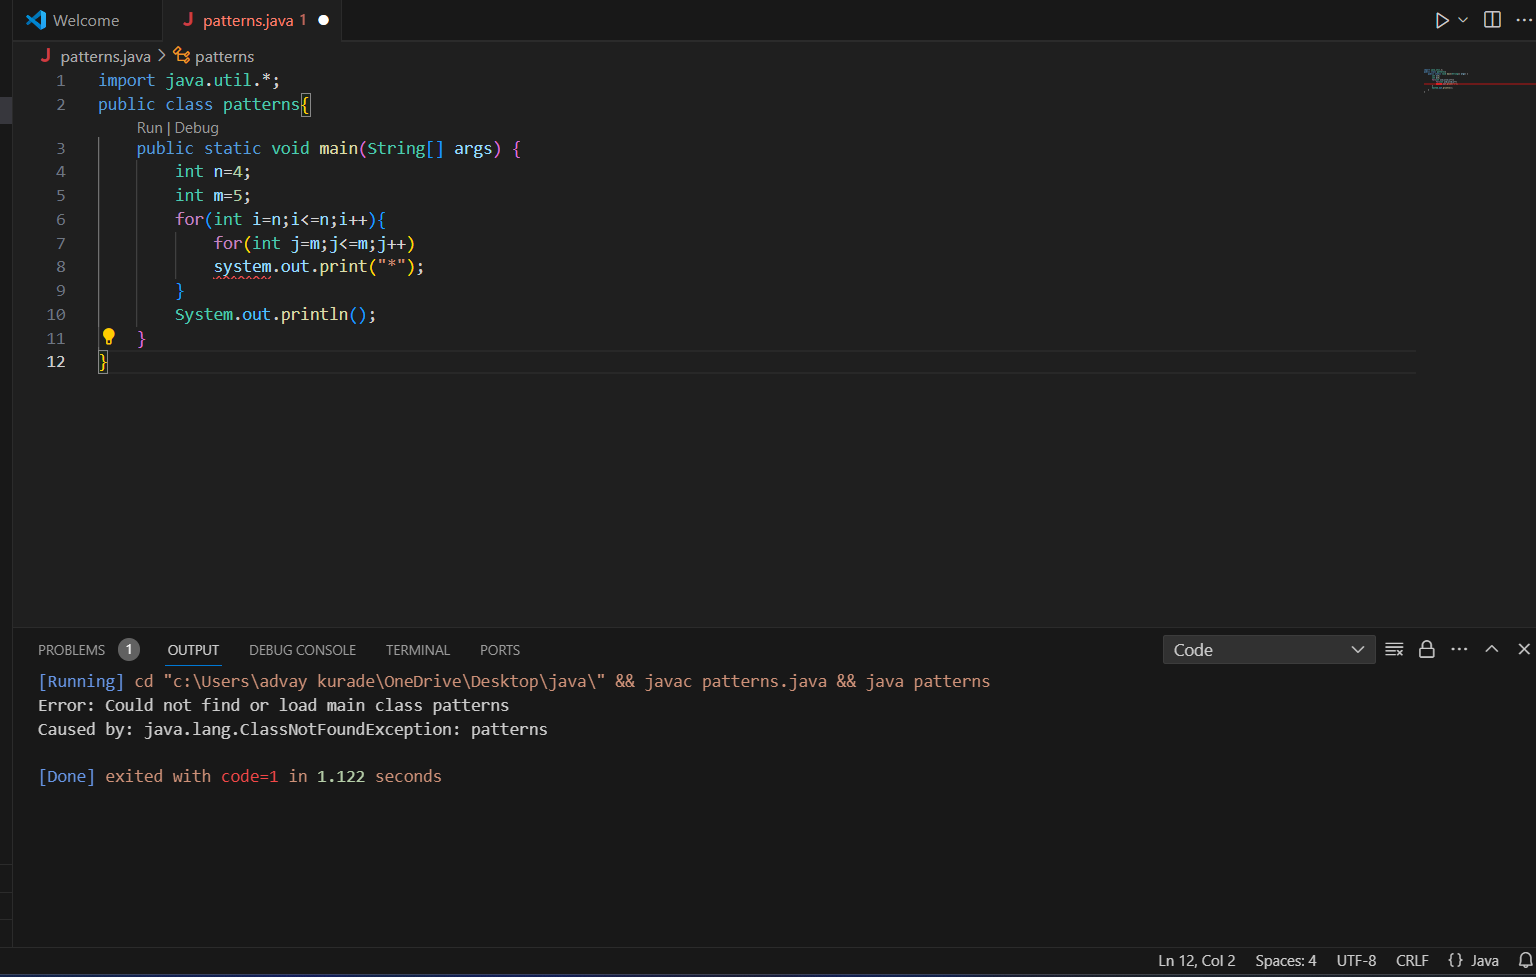 Welcome
J patterns.java 1
J patterns.java > patterns
1 import java.util.*;
2 public class patterns{
Run | Debug
3 public static void main(String[] args) {
4 int n=4;
5 int m=5;
6 for(int i=n;i<=n;i++){
7 for(int j=m;j<=m;j++)
8 system.out.print("*");
9 }
10 System.out.println();
11 }
12 }
PROBLEMS 1 OUTPUT DEBUG CONSOLE TERMINAL PORTS
Code
[Running] cd "c:\Users\advay kurade\OneDrive\Desktop\java\" && javac patterns.java && java patterns
Error: Could not find or load main class patterns
Caused by: java.lang.ClassNotFoundException: patterns
[Done] exited with code=1 in 1.122 seconds
Ln 12, Col 2 Spaces: 4 UTF-8 CRLF {} Java